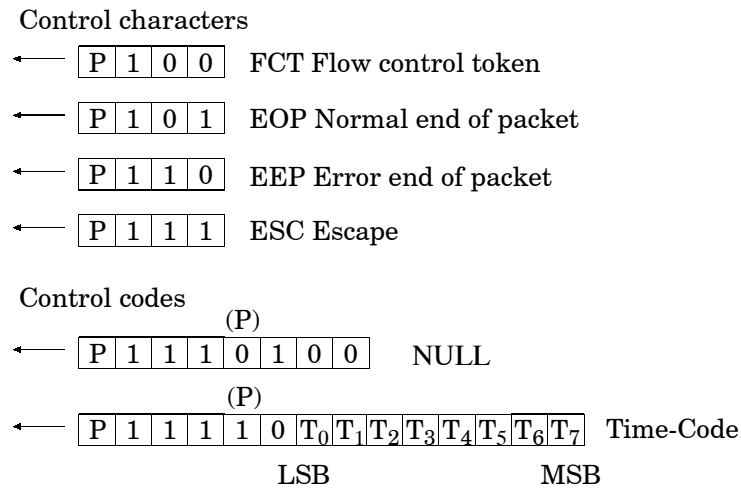 Control characters
P 1 0 0 FCT Flow control token
P 1 0 1 EOP Normal end of packet
P 1 1 0 EEP Error end of packet
P 1 1 1 ESC Escape
Control codes
(P)
P 1 1 1 0 1 0 0 NULL
(P)
P 1 1 1 1 0 T0 T1 T2 T3 T4 T5 T6 T7 Time-Code
LSB MSB